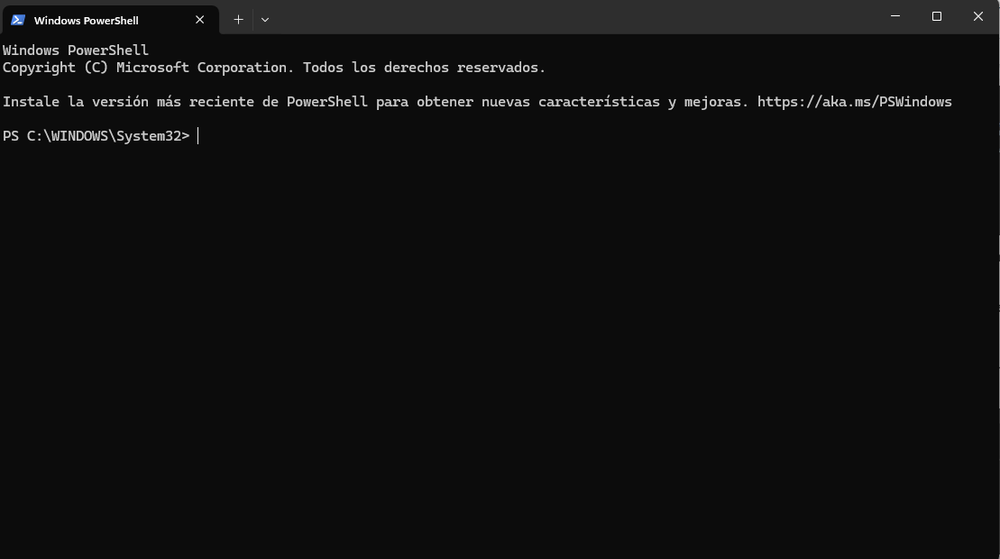 Windows PowerShell
Windows PowerShell
Copyright (C) Microsoft Corporation. Todos los derechos reservados.
Instale la versión más reciente de PowerShell para obtener nuevas características y mejoras. https://aka.ms/PSWindows
PS C:\WINDOWS\System32>